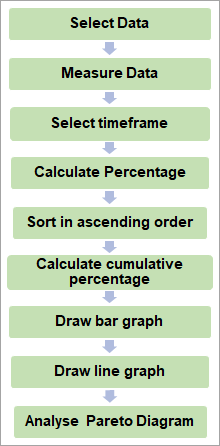 Select Data
Measure Data
Select timeframe
Calculate Percentage
Sort in ascending order
Calculate cumulative
percentage
Draw bar graph
Draw line graph
Analyse Pareto Diagram